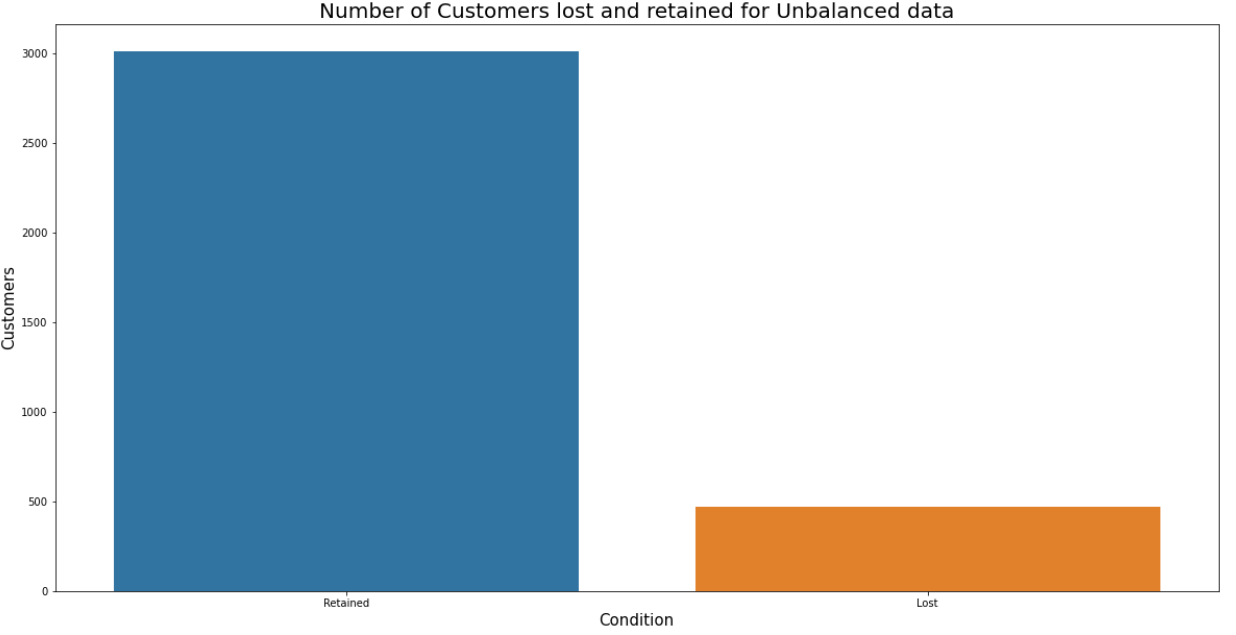 Number of Customers lost and retained for Unbalanced data
3000
2500
2000
1500
1000
500
0
Customers
Retained
Lost
Condition